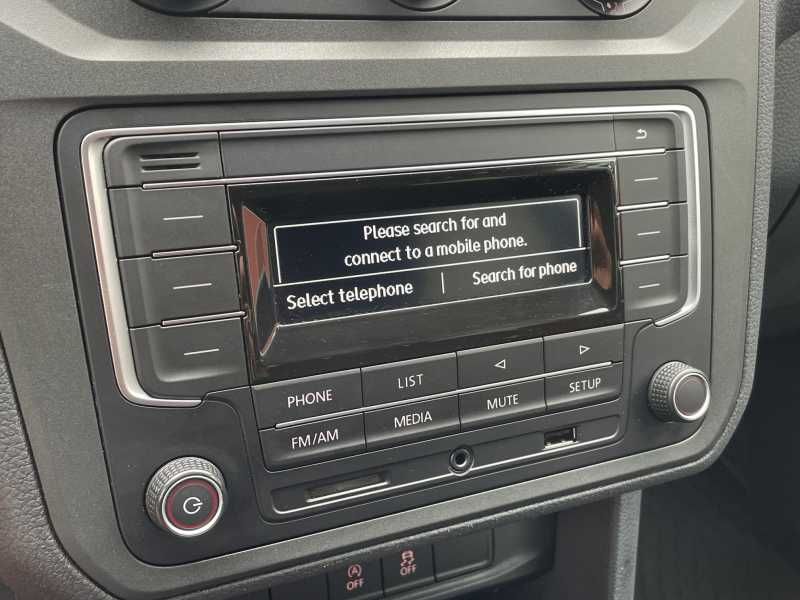 Please search for and
connect to a mobile phone.
Select telephone | Search for phone
PHONE LIST
FM/AM MEDIA MUTE SETUP
A OFF OFF